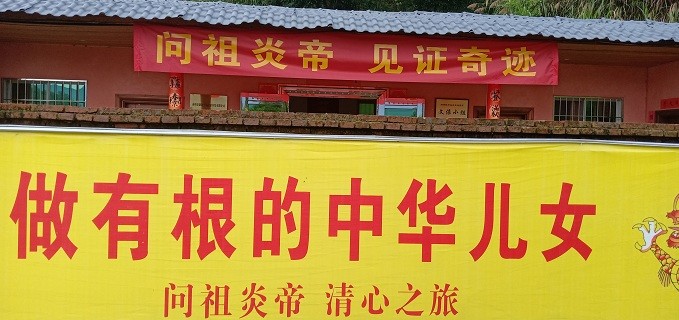 问祖炎帝 见证奇迹
做有根的中华儿女
问祖炎帝 清心之旅